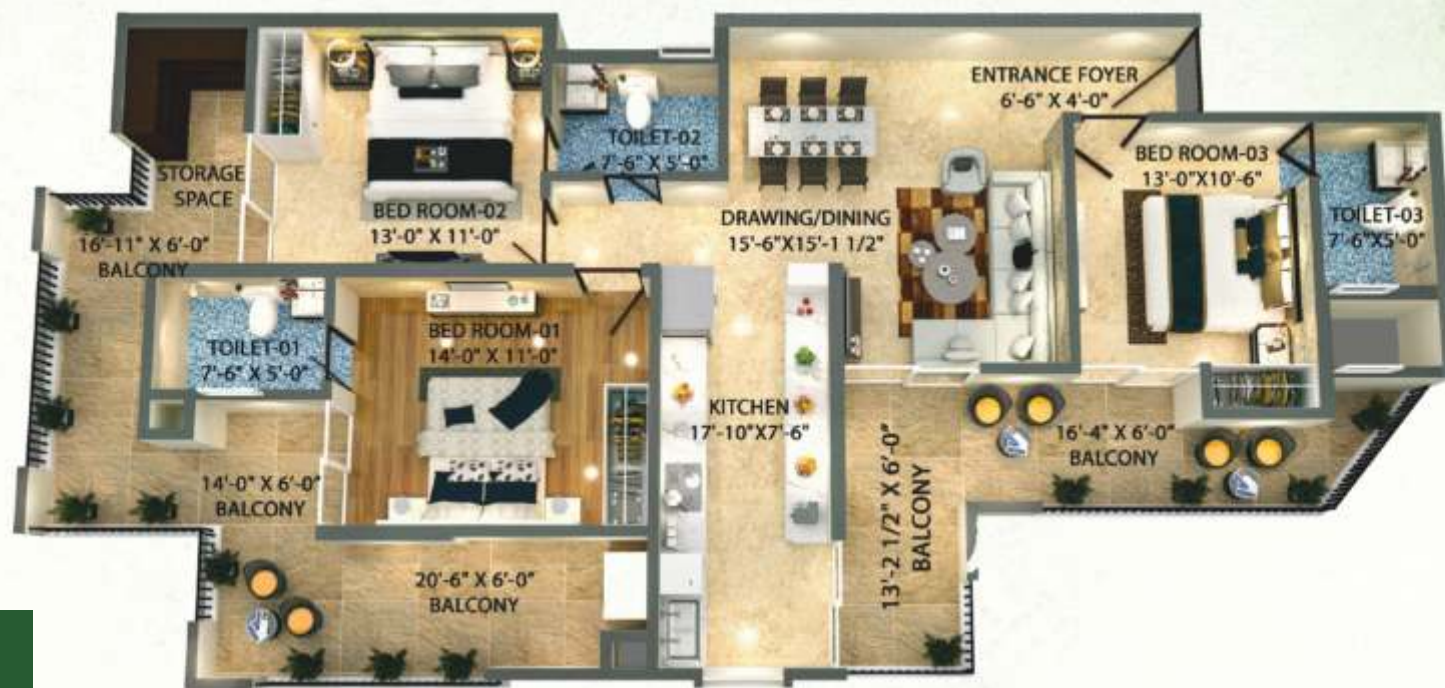 ENTRANCE FOYER
6'-6" X 4'-0"
TOILET-02
7'-6" X 5'-0"
BED ROOM-03
13'-0"X10'-6"
STORAGE
SPACE
BED ROOM-02
13'-0" X 11'-0"
DRAWING/DINING
15'-6"X15'-1 1/2"
TOILET-03
7'-6"X5'-0"
16'-11" X 6'-0"
BALCONY
TOILET-01
7'-6" X 5'-0"
BED ROOM-01
14'-0" X 11'-0"
KITCHEN
17'-10"X7'-6"
16'-4" X 6'-0"
BALCONY
13'-2 1/2" X 6'-0"
BALCONY
14'-0" X 6'-0"
BALCONY
20'-6" X 6'-0"
BALCONY